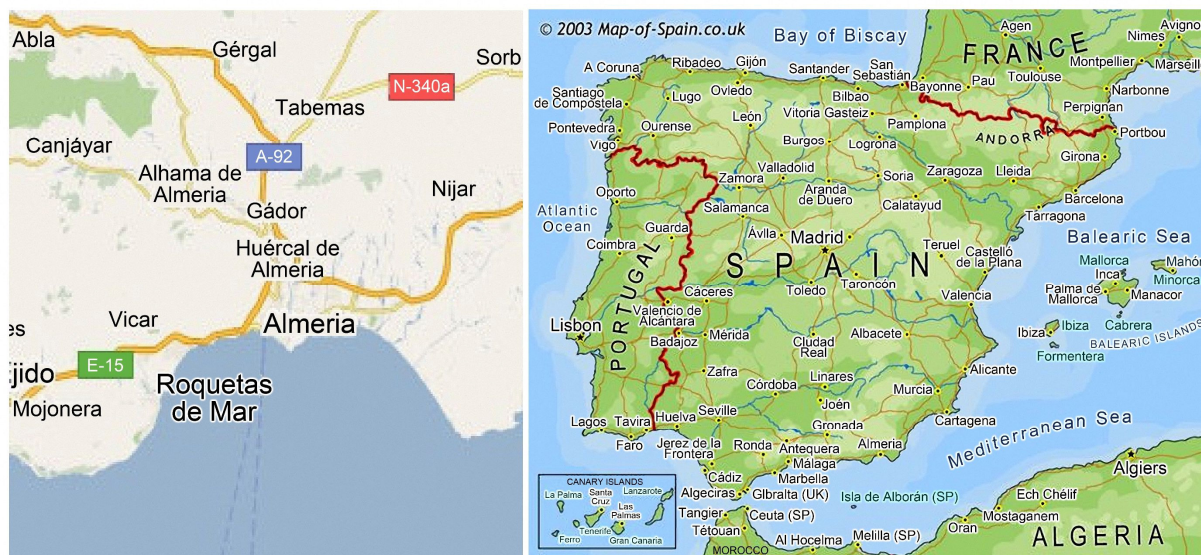 Abla
Gérgal
Sorb
N-340a
Tabernas
A-92
Canjáyar
Alhama de
Almeria
Nijar
Gádor
Huércal de
Almeria
Vicar
Almeria
es
E-15
jido
Roquetas
de Mar
Mojonera
© 2003 Map-of-Spain.co.uk
Bay of Biscay
FRANCE
Agen
Avigno
Nimes
Montpellier
Marseill
Toulouse
Pau
Bayonne
San
Sebastián
Narbonne
Perpignan
Portbou
ANDORRA
A Coruna
Ribadeo
Gijón
Santander
Oviedo
Bilbao
Santiago
de Compostela
Lugo
León
Vitoria Gasteiz
Pamplona
Pontevedra
Ourense
Burgos
Logrona
Vigo
Girona
Valladolid
Soria
Zaragoza
Lleida
Zamora
Oporto
Aranda
de Duero
Barcelona
Calatayud
Tarragona
Salamanca
Atlantic
Ocean
Guarda
Ávlla
Madrid
Balearic Sea
Coimbra
Teruel
Castelló
de la Plana
Mallorca
Inca
Mahón
Minorca
SPAIN
PORTUGAL
Toledo
Taroncón
Palma de
Mallorca
Manacor
Cáceres
Valencia
Valencio de
Alcántara
Cabrera
Lisbon
Mérida
Ibiza
Ibiza
BALEARIC ISLANDS
Badajoz
Ciudad
Real
Albacete
Formentera
Zafra
Alicante
Córdoba
Linares
Murcia
Joén
Cartagena
Lagos
Tavira
Huelva
Seville
Gronada
Mediterranean Sea
Faro
Jerez de la
Frontera
Ronda
Antequera
Almeria
Málaga
Algiers
Cádiz
Marbella
CANARY ISLANDS
La Palma
Santa
Cruz
Lanzarote
Las
Palmas
Tenerife
Ferro
Gran Canaria
Algeciras
GIbralta (UK)
Isla de Alborán (SP)
Ech Chélif
Tangier
Ceuta (SP)
Mostaganem
Oran
Tétouan
Al Hocelma
Melilla (SP)
ALGERIA
MOROCCO